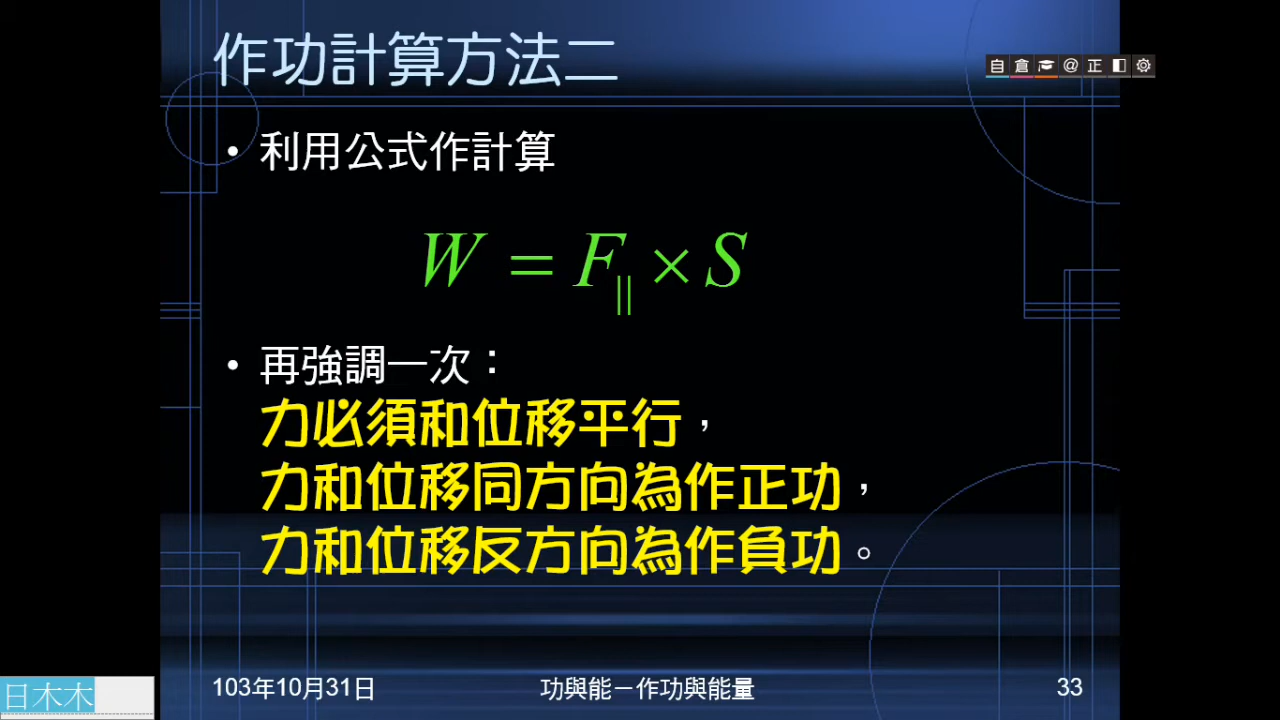 作功計算方法二
自倉@正
• 利用公式作計算
W = F∥ × S
• 再強調一次：
力必須和位移平行，
力和位移同方向為作正功，
力和位移反方向為作負功。
日木木
103年10月31日
功與能－作功與能量
33